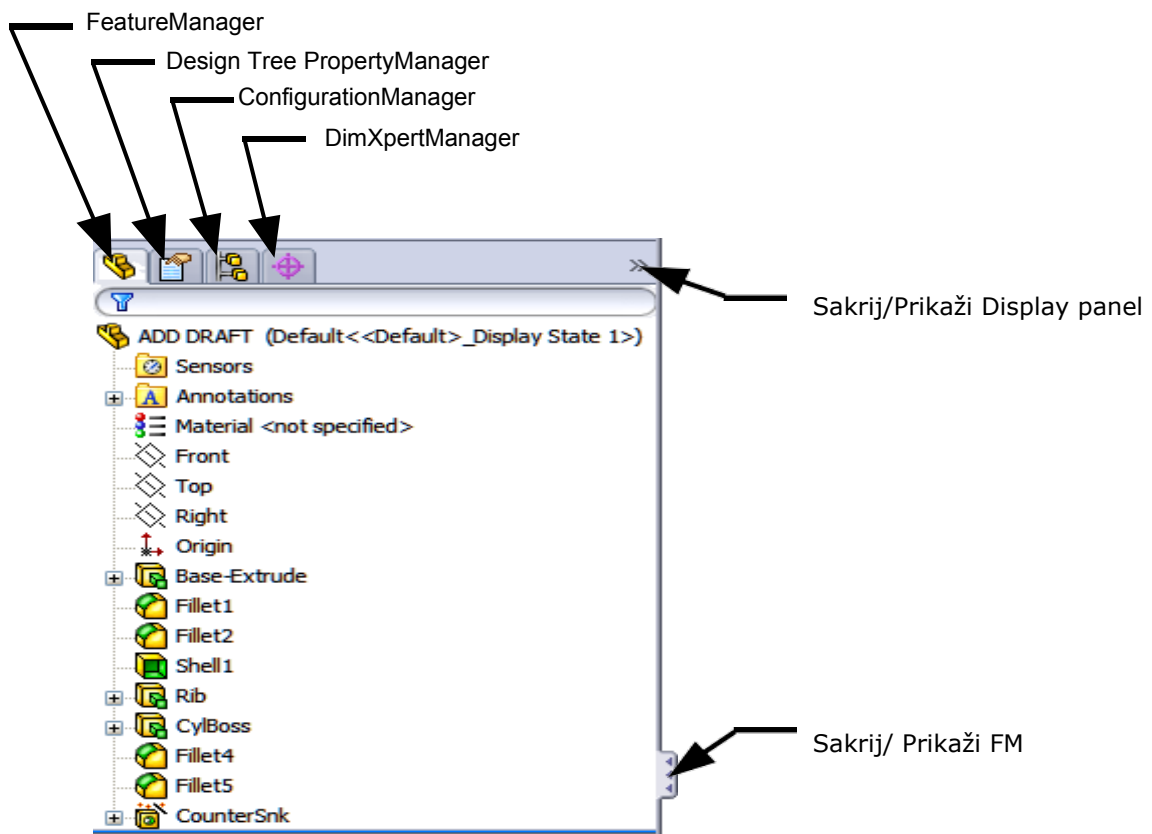 FeatureManager
Design Tree PropertyManager
ConfigurationManager
DimXpertManager
Sakrij/Prikaži Display panel
ADD DRAFT (Default<<Default>_Display State 1>)
Sensors
A Annotations
Material <not specified>
Front
Top
Right
Origin
Base-Extrude
Fillet1
Fillet2
Shell1
Rib
CylBoss
Sakrij/ Prikaži FM
Fillet4
Fillet5
CounterSnk